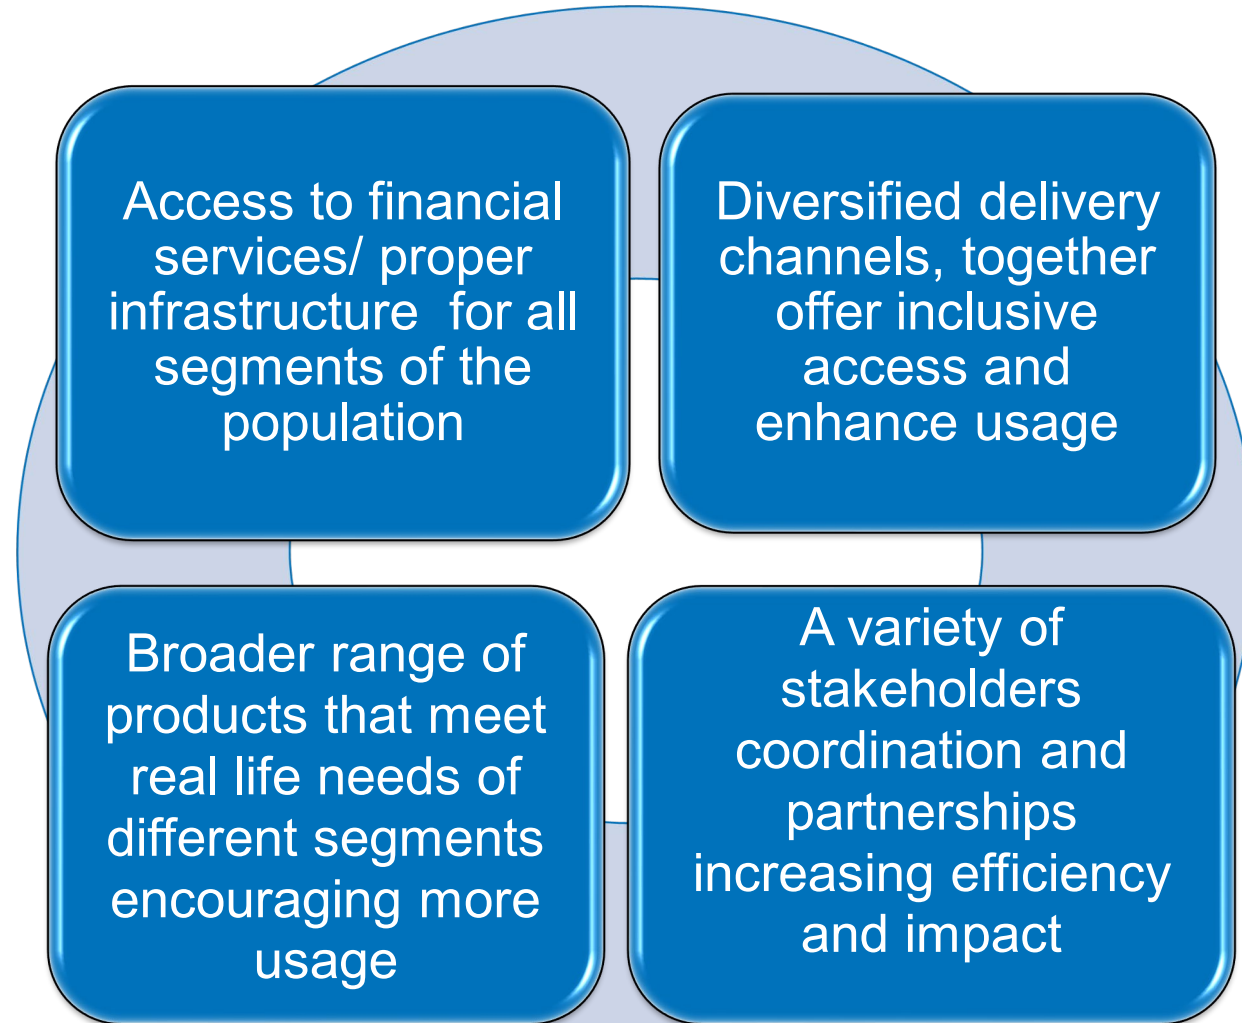 Access to financial
services/ proper
infrastructure  for all
segments of the
population
Diversified delivery
channels, together
offer inclusive
access and
enhance usage
Broader range of
products that meet
real life needs of
different segments
encouraging more
usage
A variety of
stakeholders
coordination and
partnerships
increasing efficiency
and impact